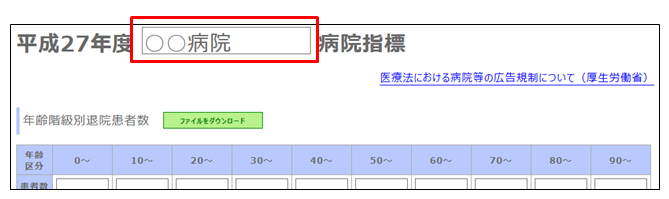 平成27年度 ○○病院 病院指標
医療法における病院等の広告規制について（厚生労働省）
年齢階級別退院患者数 ファイルをダウンロード
年齢区分 0～ 10～ 20～ 30～ 40～ 50～ 60～ 70～ 80～ 90～
患者数